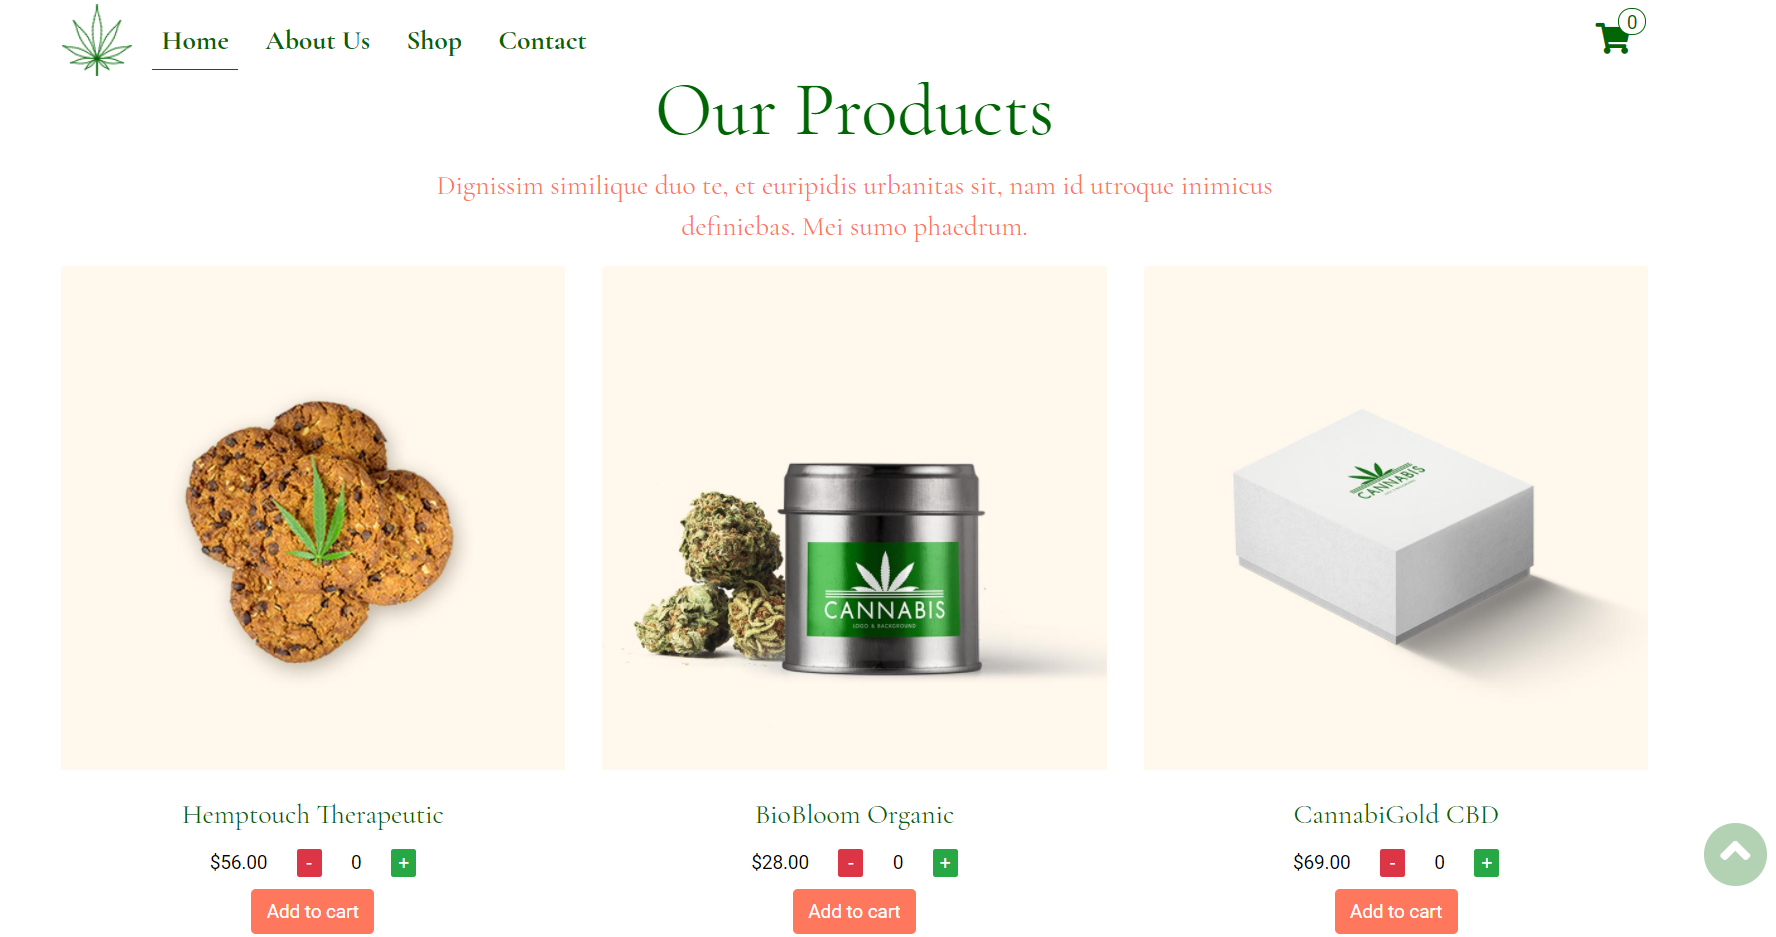 Home About Us Shop Contact 0
Our Products
Dignissim similique duo te, et euripidis urbanitas sit, nam id utroque inimicus
definiebas. Mei sumo phaedrum.
CANNABIS
LOGO & BACKGROUND
CANNABIS
Hemptouch Therapeutic
$56.00 - 0 +
Add to cart
BioBloom Organic
$28.00 - 0 +
Add to cart
CannabiGold CBD
$69.00 - 0 +
Add to cart